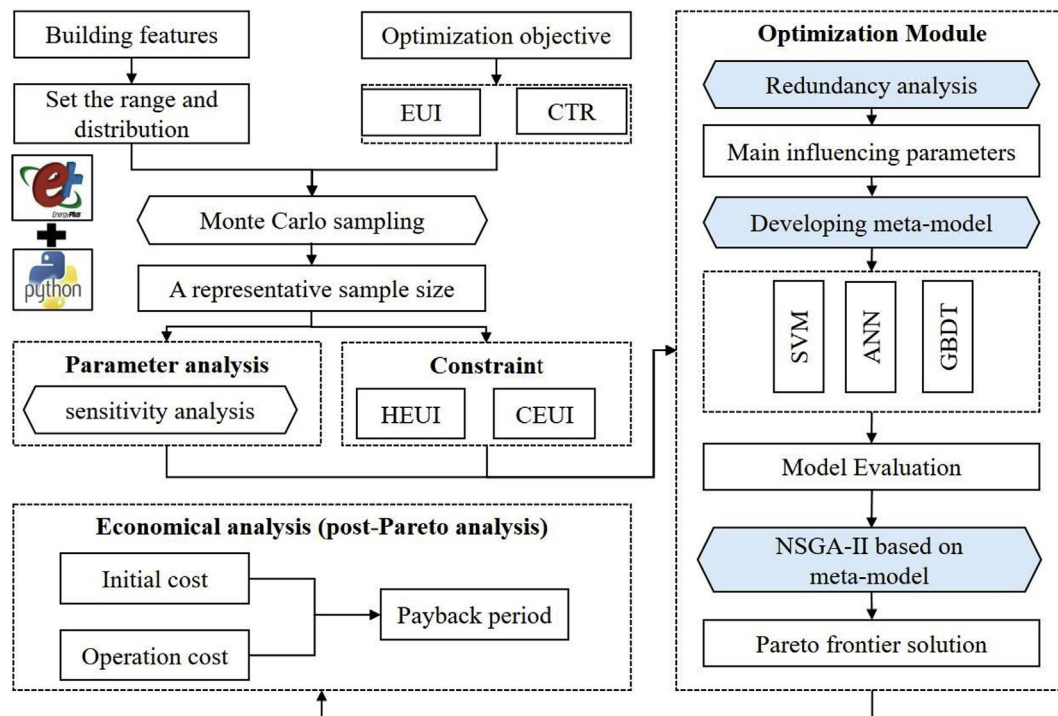 Building features
Set the range and
distribution
Optimization objective
EUI
CTR
et
EnergyPlus
python
Monte Carlo sampling
A representative sample size
Parameter analysis
sensitivity analysis
Constraint
HEUI
CEUI
Economical analysis (post-Pareto analysis)
Initial cost
Operation cost
Payback period
Optimization Module
Redundancy analysis
Main influencing parameters
Developing meta-model
SVM
ANN
GBDT
Model Evaluation
NSGA-II based on
meta-model
Pareto frontier solution